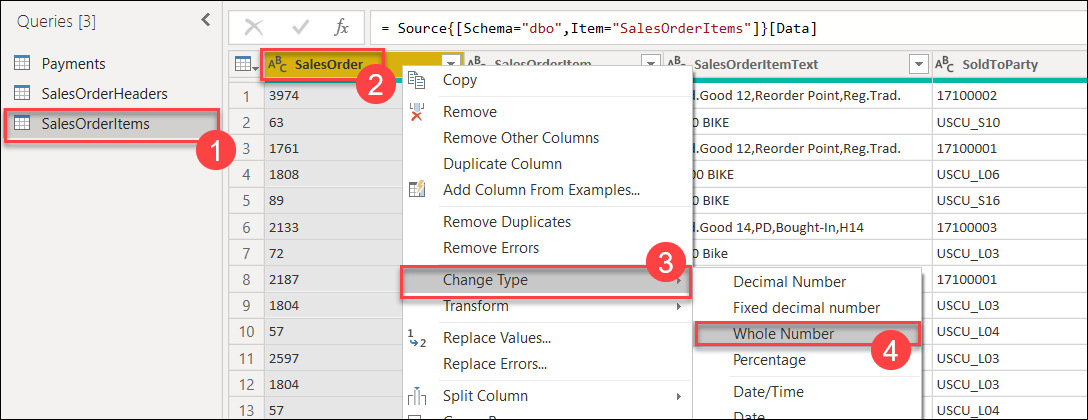 Queries [3]
Payments
SalesOrderHeaders
SalesOrderItems
1
fx
= Source{[Schema="dbo",Item="SalesOrderItems"]}[Data]
ABC SalesOrder
2
SalesOrderItem
SalesOrderItemText
ABC SoldToParty
1 3974 d.Good 12,Reorder Point,Reg.Trad. 17100002
2 63 0 BIKE USCU_S10
3 1761 d.Good 12,Reorder Point,Reg.Trad. 17100001
4 1808 00 BIKE USCU_L06
5 89 0 BIKE USCU_S16
6 2133 d.Good 14,PD,Bought-In,H14 17100003
7 72 0 Bike USCU_L03
8 2187 17100001
9 1804 USCU_L03
10 57 USCU_L04
11 2597 USCU_L03
12 1804 USCU_L03
13 57 USCU_L04
Copy
Remove
Remove Other Columns
Duplicate Column
Add Column From Examples...
Remove Duplicates
Remove Errors
3
Change Type
Transform
1
2
Replace Values...
Replace Errors...
Split Column
Decimal Number
Fixed decimal number
Whole Number
4
Percentage
Date/Time
Date